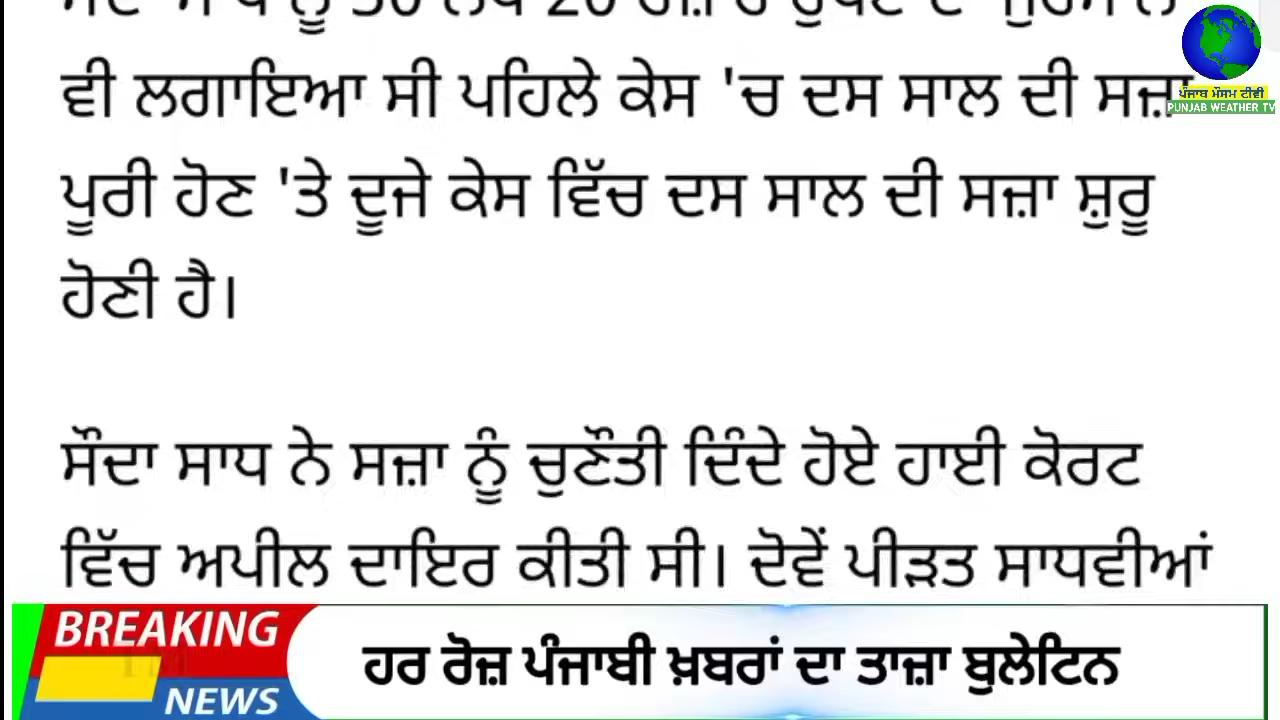 ਵੀ ਲਗਾਇਆ ਸੀ ਪਹਿਲੇ ਕੇਸ 'ਚ ਦਸ ਸਾਲ ਦੀ ਸਜ਼ਾ
ਪੰਜਾਬ ਮੌਸਮ ਟੀਵੀ
PUNJAB WEATHER TV
ਪੂਰੀ ਹੋਣ 'ਤੇ ਦੂਜੇ ਕੇਸ ਵਿੱਚ ਦਸ ਸਾਲ ਦੀ ਸਜ਼ਾ ਸ਼ੁਰੂ
ਹੋਣੀ ਹੈ।
ਸੌਦਾ ਸਾਧ ਨੇ ਸਜ਼ਾ ਨੂੰ ਚੁਣੌਤੀ ਦਿੰਦੇ ਹੋਏ ਹਾਈ ਕੋਰਟ
ਵਿੱਚ ਅਪੀਲ ਦਾਇਰ ਕੀਤੀ ਸੀ। ਦੋਵੇਂ ਪੀੜਤ ਸਾਧਵੀਆਂ
BREAKING
NEWS
ਹਰ ਰੋਜ਼ ਪੰਜਾਬੀ ਖ਼ਬਰਾਂ ਦਾ ਤਾਜ਼ਾ ਬੁਲੇਟਿਨ